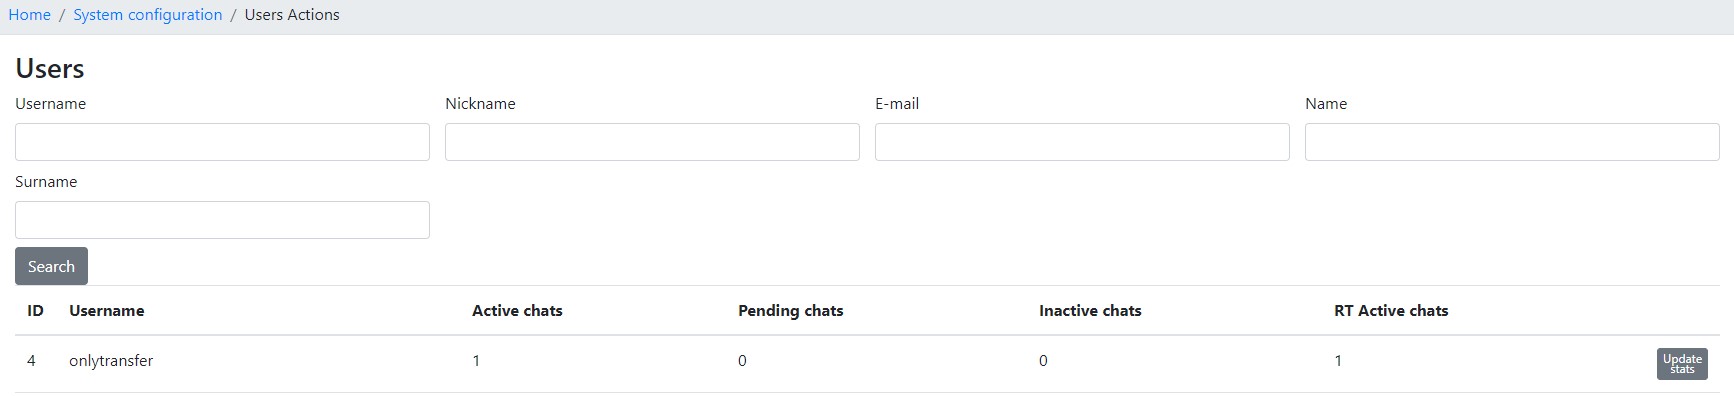 Home / System configuration / Users Actions
Users
Username Nickname E-mail Name
Surname
Search
ID Username Active chats Pending chats Inactive chats RT Active chats
4 onlytransfer 1 0 0 1 Update
stats